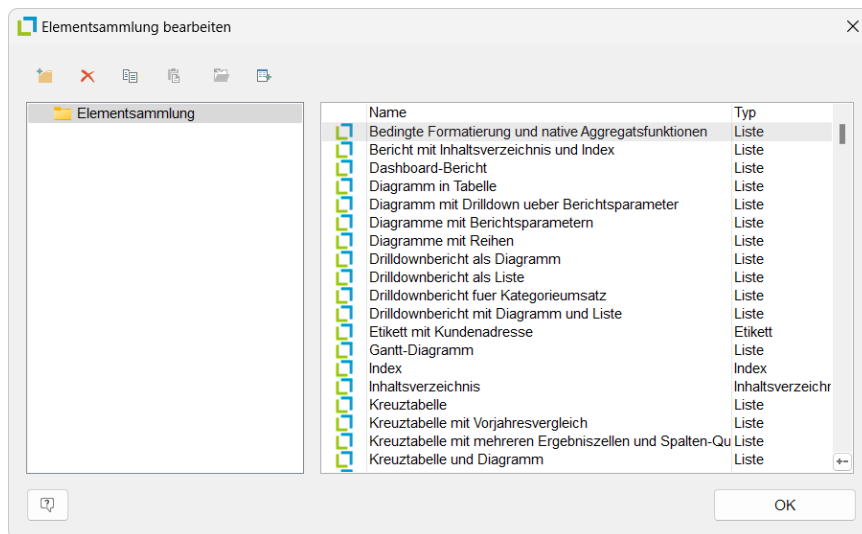 Elementsammlung bearbeiten
Elementsammlung
Name Typ
Bedingte Formatierung und native Aggregatsfunktionen Liste
Bericht mit Inhaltsverzeichnis und Index Liste
Dashboard-Bericht Liste
Diagramm in Tabelle Liste
Diagramm mit Drilldown ueber Berichtsparameter Liste
Diagramme mit Berichtsparametern Liste
Diagramme mit Reihen Liste
Drilldownbericht als Diagramm Liste
Drilldownbericht als Liste Liste
Drilldownbericht fuer Kategorieumsatz Liste
Drilldownbericht mit Diagramm und Liste Liste
Etikett mit Kundenadresse Etikett
Gantt-Diagramm Liste
Index Index
Inhaltsverzeichnis Inhaltsverzeichr
Kreuztabelle Liste
Kreuztabelle mit Vorjahresvergleich Liste
Kreuztabelle mit mehreren Ergebniszellen und Spalten-Qu Liste
Kreuztabelle und Diagramm Liste
OK